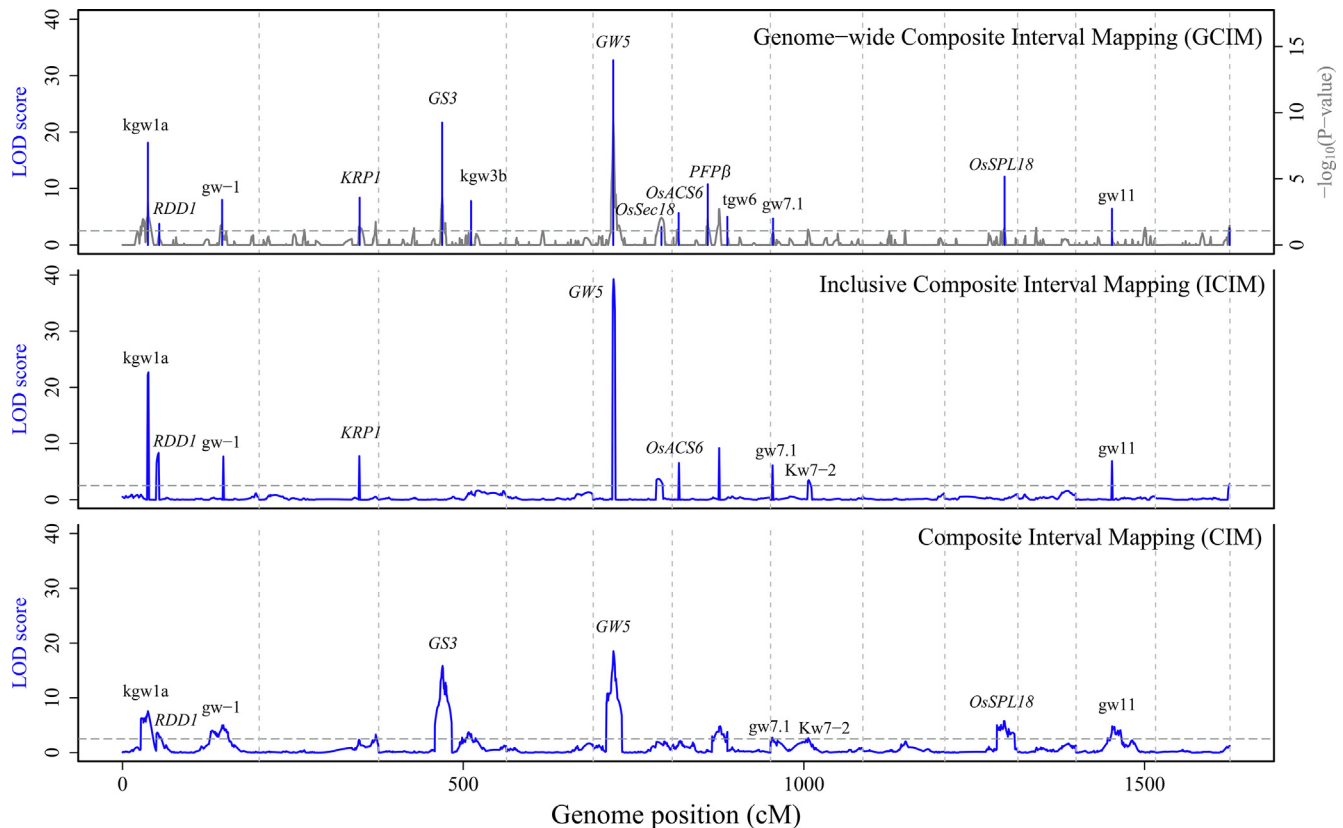 Genome−wide Composite Interval Mapping (GCIM)
LOD score
0
10
20
30
40
−log10(P−value)
0
5
10
15
kgw1a
RDD1
gw−1
KRP1
GS3
kgw3b
GW5
OsSec18
OsACS6
PFPβ
tgw6
gw7.1
OsSPL18
gw11
Inclusive Composite Interval Mapping (ICIM)
LOD score
0
10
20
30
40
kgw1a
RDD1
gw−1
KRP1
GW5
OsACS6
gw7.1
Kw7−2
gw11
Composite Interval Mapping (CIM)
LOD score
0
10
20
30
40
kgw1a
RDD1
gw−1
GS3
GW5
gw7.1
Kw7−2
OsSPL18
gw11
0
500
1000
1500
Genome position (cM)